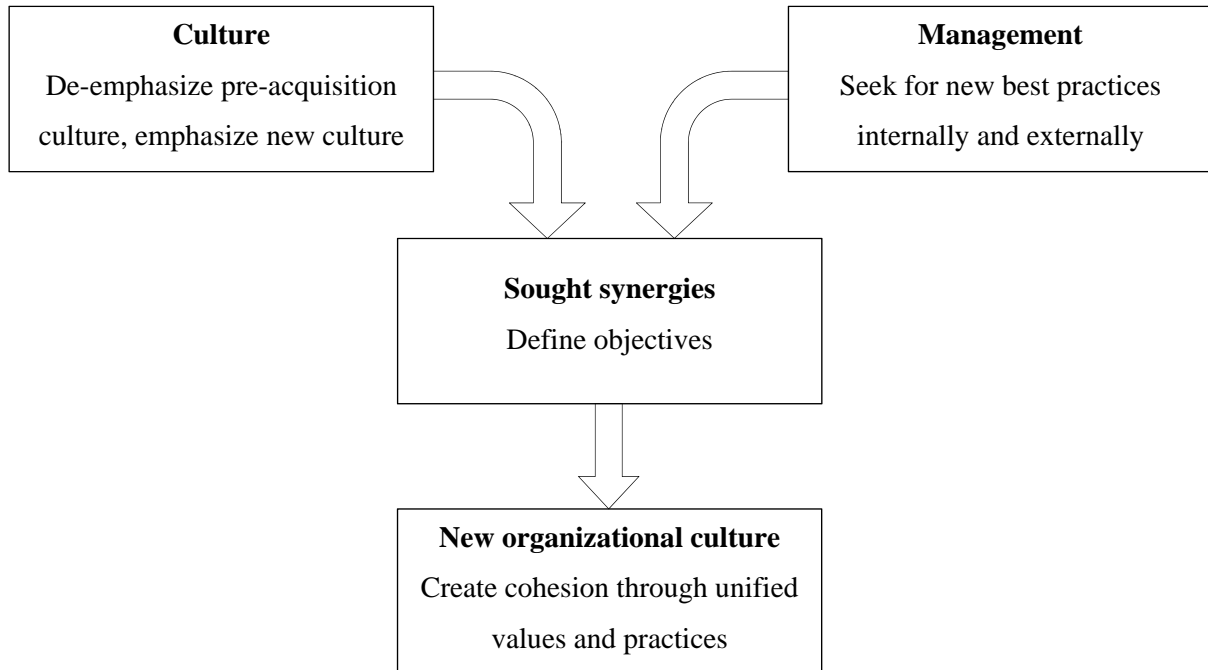 Culture
De-emphasize pre-acquisition
culture, emphasize new culture
Management
Seek for new best practices
internally and externally
Sought synergies
Define objectives
New organizational culture
Create cohesion through unified
values and practices